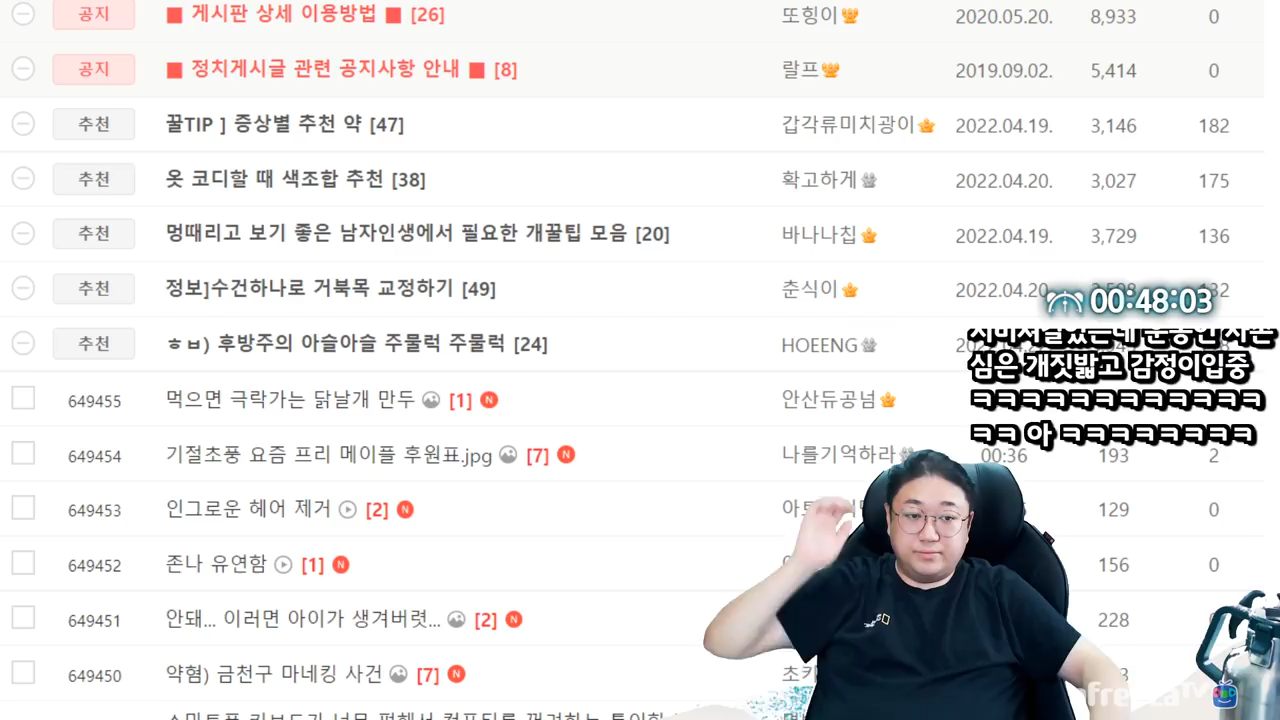 공지 ■ 게시판 상세 이용방법 ■ [26] 또힝이 2020.05.20. 8,933 0
공지 ■ 정치게시글 관련 공지사항 안내 ■ [8] 랄프 2019.09.02. 5,414 0
추천 꿀TIP ] 증상별 추천 약 [47] 갑각류미치광이 2022.04.19. 3,146 182
추천 옷 코디할 때 색조합 추천 [38] 확고하게 2022.04.20. 3,027 175
추천 멍때리고 보기 좋은 남자인생에서 필요한 개꿀팁 모음 [20] 바나나칩 2022.04.19. 3,729 136
추천 정보]수건하나로 거북목 교정하기 [49] 춘식이 2022.04.20
00:48:03
추천 ㅎㅂ) 후방주의 아슬아슬 주물럭 주물럭 [24] HOEENG
심은 개짓밟고 감정이입중
ㅋㅋㅋㅋㅋㅋㅋㅋㅋㅋㅋㅋ
ㅋㅋ 아 ㅋㅋㅋㅋㅋㅋㅋㅋ
649455 먹으면 극락가는 닭날개 만두 [1] N 안산듀공넘
649454 기절초풍 요즘 프리 메이플 후원표.jpg [7] N 나를기억하라 00:36 193 2
649453 인그로운 헤어 제거 [2] N 129 0
649452 존나 유연함 [1] N 156 0
649451 안돼... 이러면 아이가 생겨버렷... [2] N 228
649450 약혐) 금천구 마네킹 사건 [7] N